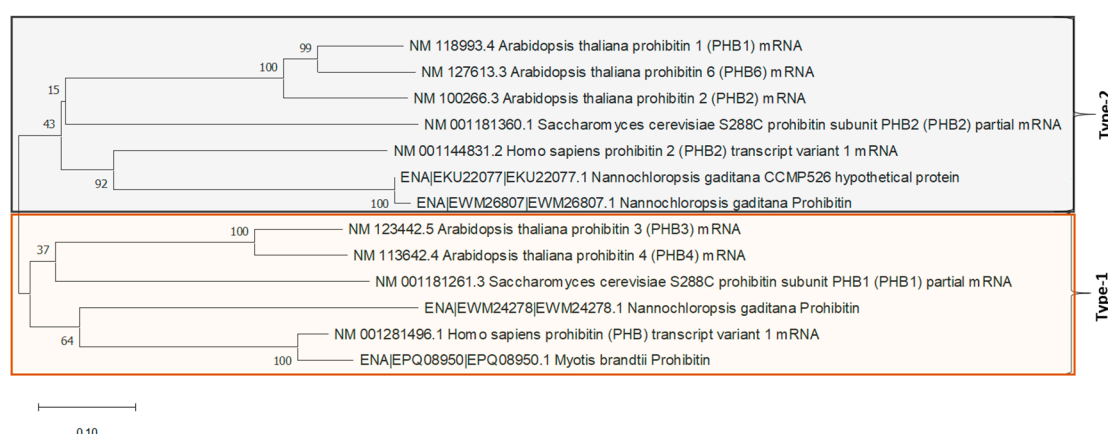 99
NM 118993.4 Arabidopsis thaliana prohibitin 1 (PHB1) mRNA
100
NM 127613.3 Arabidopsis thaliana prohibitin 6 (PHB6) mRNA
15
NM 100266.3 Arabidopsis thaliana prohibitin 2 (PHB2) mRNA
43
NM 001181360.1 Saccharomyces cerevisiae S288C prohibitin subunit PHB2 (PHB2) partial mRNA
Type-2
NM 001144831.2 Homo sapiens prohibitin 2 (PHB2) transcript variant 1 mRNA
92
ENA|EKU22077|EKU22077.1 Nannochloropsis gaditana CCMP526 hypothetical protein
100
ENA|EWM26807|EWM26807.1 Nannochloropsis gaditana Prohibitin
100
NM 123442.5 Arabidopsis thaliana prohibitin 3 (PHB3) mRNA
37
NM 113642.4 Arabidopsis thaliana prohibitin 4 (PHB4) mRNA
NM 001181261.3 Saccharomyces cerevisiae S288C prohibitin subunit PHB1 (PHB1) partial mRNA
Type-1
ENA|EWM24278|EWM24278.1 Nannochloropsis gaditana Prohibitin
64
NM 001281496.1 Homo sapiens prohibitin (PHB) transcript variant 1 mRNA
100
ENA|EPQ08950|EPQ08950.1 Myotis brandtii Prohibitin
0.10